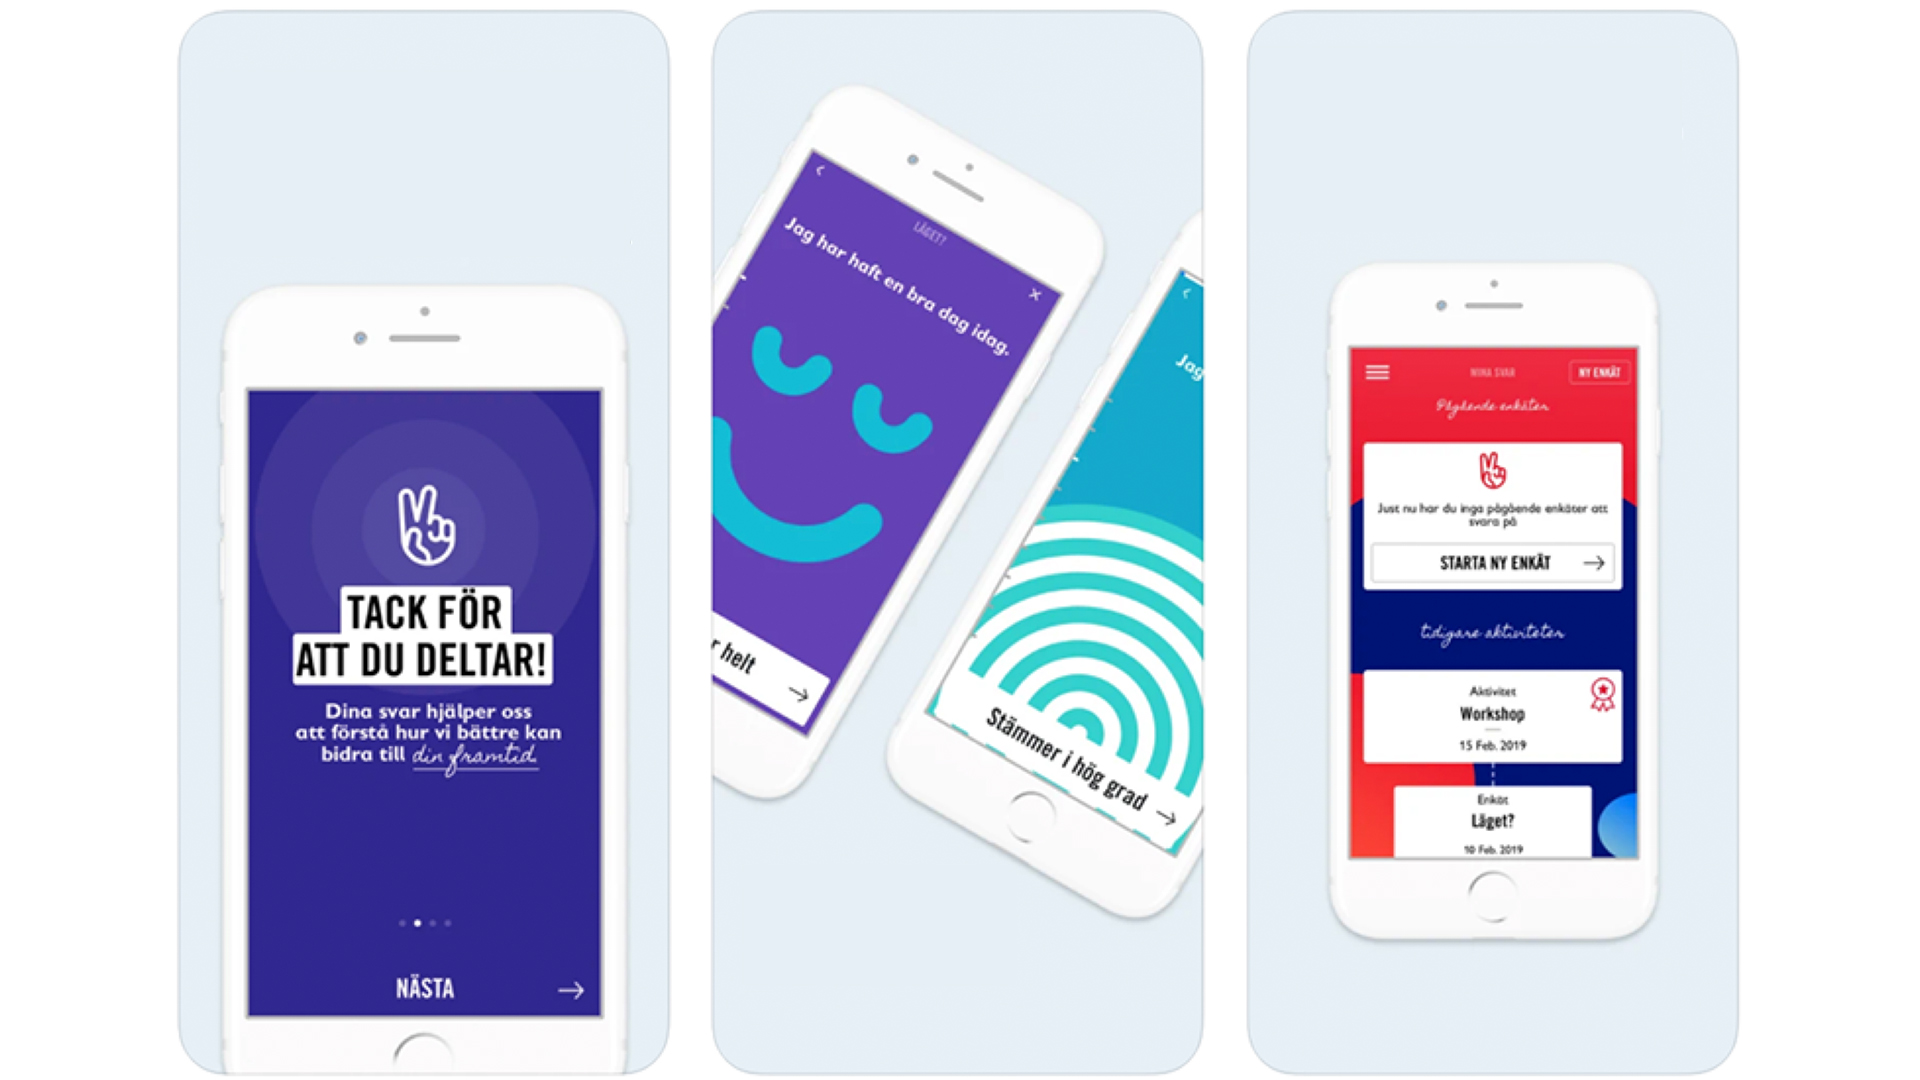 TACK FÖR
ATT DU DELTAR!
Dina svar hjälper oss
att förstå hur vi bättre kan
bidra till din framtid.
NÄSTA
LÄGET?
Jag har haft en bra dag idag.
r helt
Jag
Stämmer i hög grad
MINA SVAR
NY ENKÄT
Pågående enkäter
Just nu har du inga pågående enkäter att
svara på
STARTA NY ENKÄT
tidigare aktiviteter
Aktivitet
Workshop
15 Feb. 2019
Enkät
Läget?
10 Feb. 2019